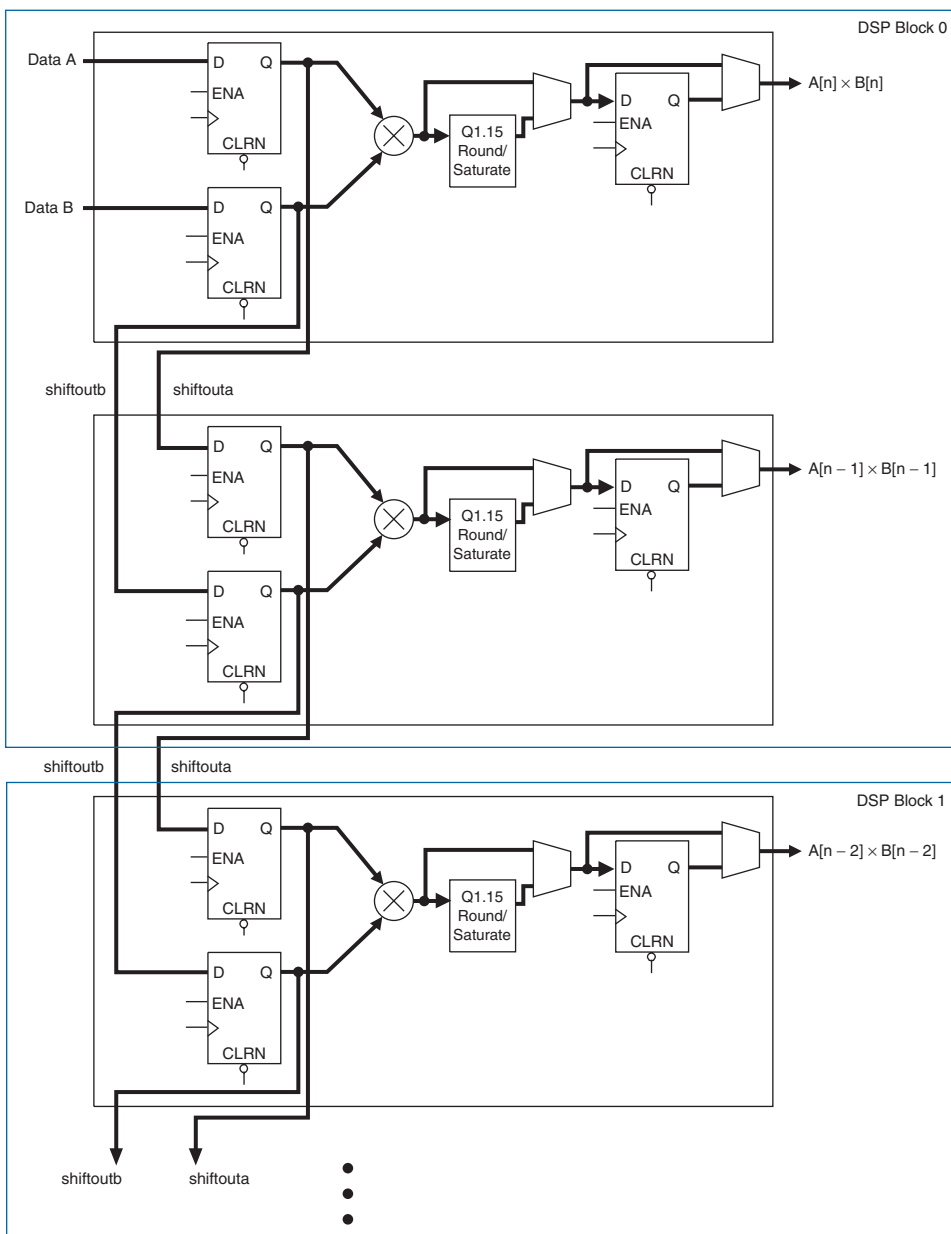 DSP Block 0
Data A
D Q
ENA
CLRN
Q1.15
Round/
Saturate
D Q
ENA
CLRN
A[n] × B[n]
Data B
D Q
ENA
CLRN
shiftoutb shiftouta
D Q
ENA
CLRN
Q1.15
Round/
Saturate
D Q
ENA
CLRN
A[n – 1] × B[n – 1]
D Q
ENA
CLRN
shiftoutb shiftouta
DSP Block 1
D Q
ENA
CLRN
Q1.15
Round/
Saturate
D Q
ENA
CLRN
A[n – 2] × B[n – 2]
D Q
ENA
CLRN
shiftoutb shiftouta